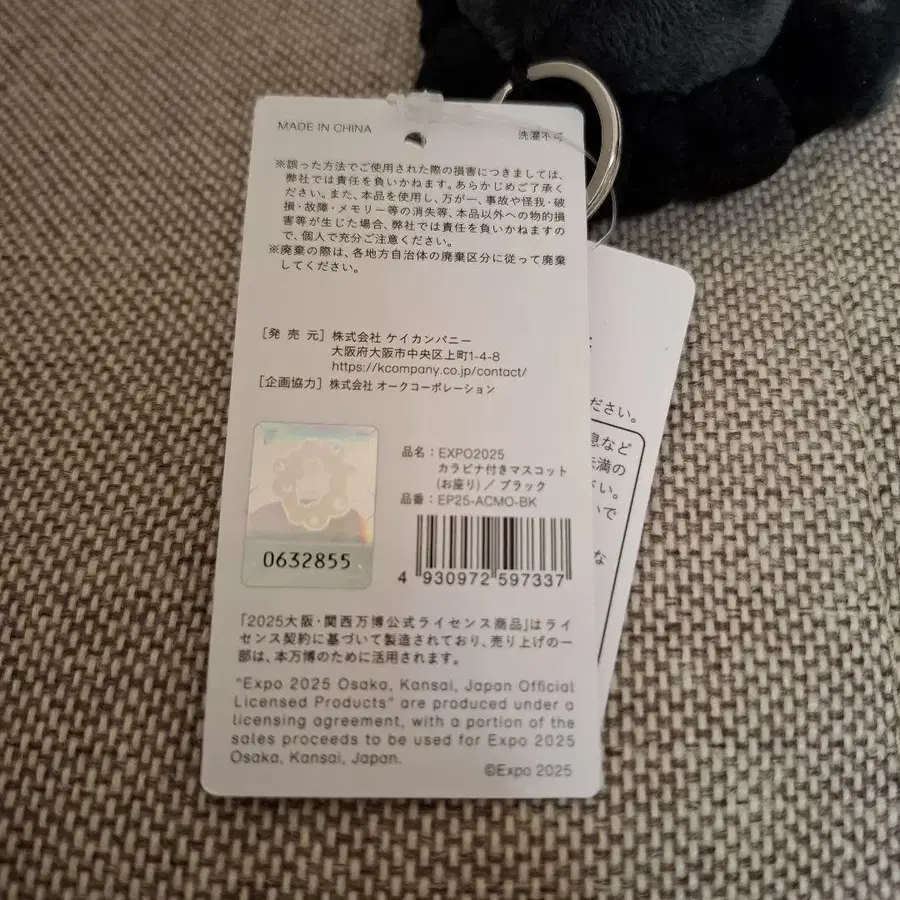 MADE IN CHINA
洗濯不可
※誤った方法でご使用された際の損害につきましては、
弊社では責任を負いかねます。あらかじめご了承く
ださい。また、本品を使用し、万が一、事故や怪我・破
損・故障・メモリー等の消失等、本品以外への物的損
害等が生じた場合、弊社では責任を負いかねますの
で、個人で充分ご注意ください。
※廃棄の際は、各地方自治体の廃棄区分に従って廃棄
してください。
[発 売 元] 株式会社 ケイカンパニー
大阪府大阪市中央区上町1-4-8
https://kcompany.co.jp/contact/
[企画協力] 株式会社 オークコーポレーション
品名：EXPO2025
カラビナ付きマスコット
(お座り)／ブラック
品番：EP25-ACMO-BK
0632855
4 930972 597337
「2025大阪・関西万博公式ライセンス商品」はライ
センス契約に基づいて製造されており、売り上げの一
部は、本万博のために活用されます。
"Expo 2025 Osaka, Kansai, Japan Official
Licensed Products" are produced under a
licensing agreement, with a portion of the
sales proceeds to be used for Expo 2025
Osaka, Kansai, Japan.
©Expo 2025
ださい。
息など
満の
さい。
いで
な